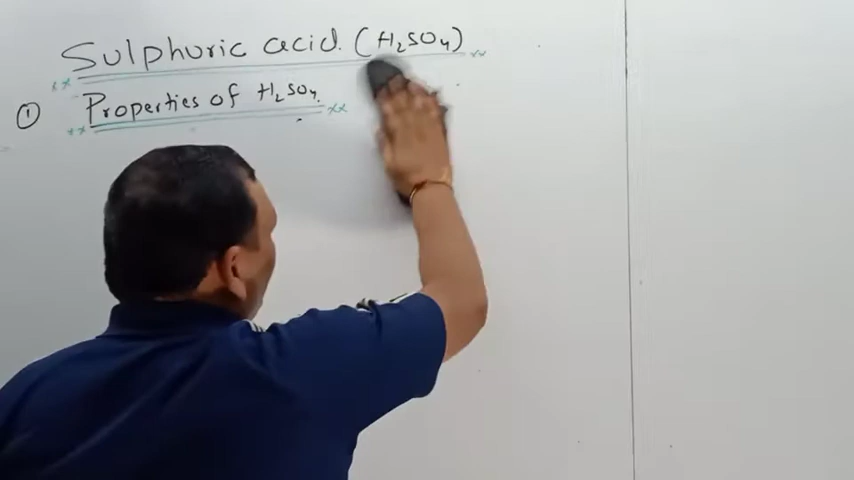 Sulphuric acid. (H₂SO₄)
① Properties of H₂SO₄.